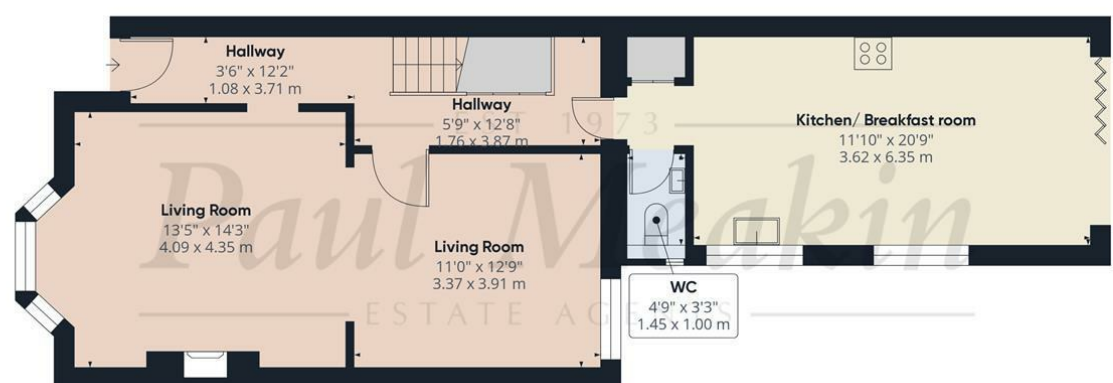 Hallway
3'6" x 12'2"
1.08 x 3.71 m
Hallway
5'9" x 12'8"
1.76 x 3.87 m
Kitchen/ Breakfast room
11'10" x 20'9"
3.62 x 6.35 m
Living Room
13'5" x 14'3"
4.09 x 4.35 m
Living Room
11'0" x 12'9"
3.37 x 3.91 m
WC
4'9" x 3'3"
1.45 x 1.00 m
EST 1973
Paul Meakin
ESTATE AGENTS